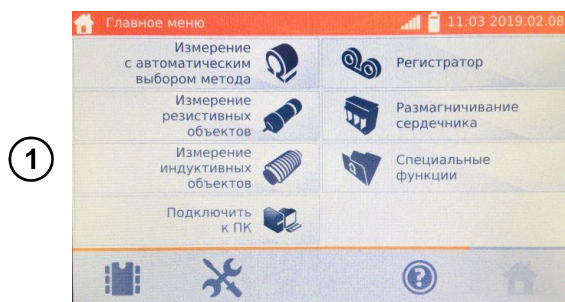 Главное меню
11:03 2019.02.08
Измерение
с автоматическим
выбором метода
Регистратор
Измерение
резистивных
объектов
Размагничивание
сердечника
1
Измерение
индуктивных
объектов
Специальные
функции
Подключить
к ПК
?